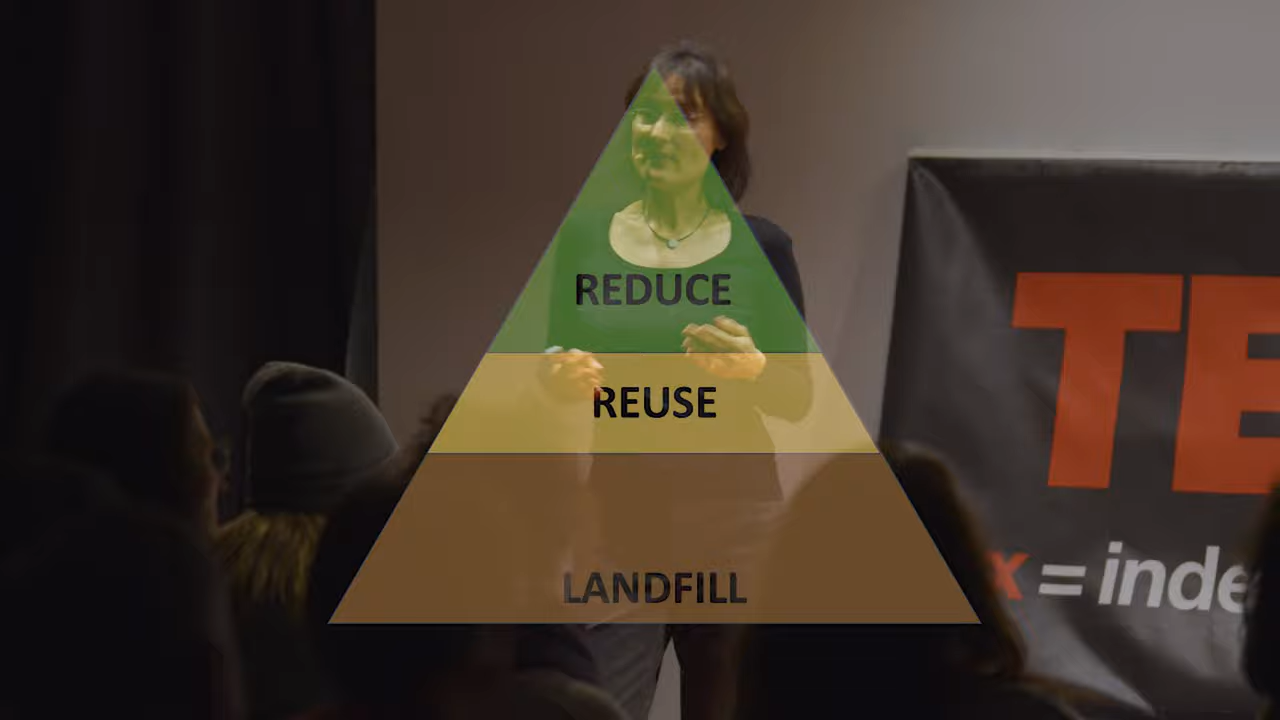 REDUCE
REUSE
LANDFILL
TE
x = inde